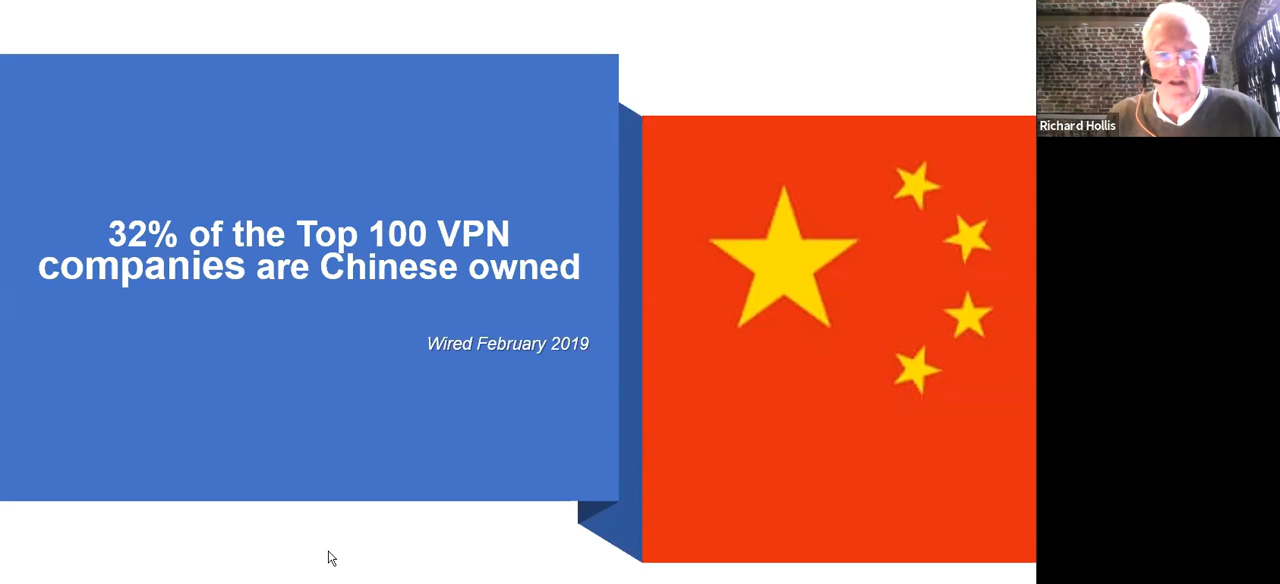 32% of the Top 100 VPN
companies are Chinese owned
Wired February 2019
Richard Hollis